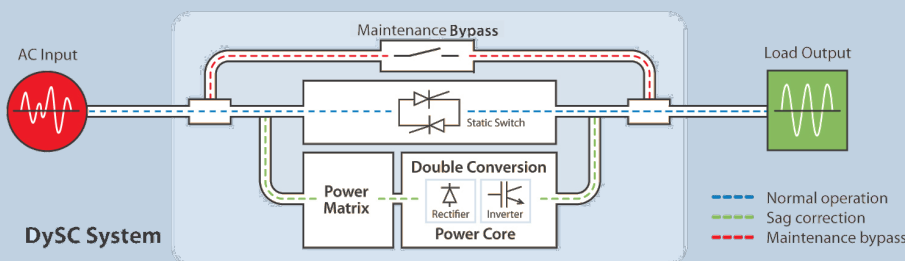 Maintenance Bypass
AC Input
Load Output
Static Switch
Double Conversion
Power
Matrix
Rectifier
Inverter
Power Core
Normal operation
Sag correction
Maintenance bypass
DySC System